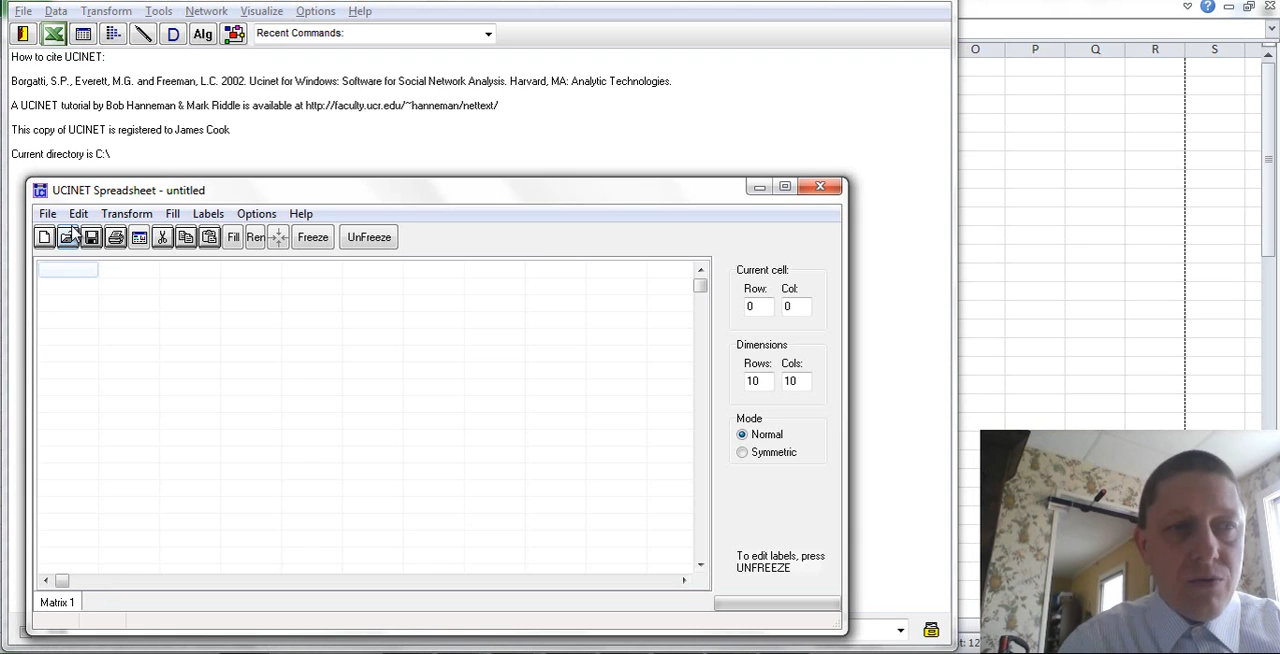 File Data Transform Tools Network Visualize Options Help
D Alg Recent Commands:
O P Q R S
How to cite UCINET:
Borgatti, S.P., Everett, M.G. and Freeman, L.C. 2002. Ucinet for Windows: Software for Social Network Analysis. Harvard, MA: Analytic Technologies.
A UCINET tutorial by Bob Hanneman & Mark Riddle is available at http://faculty.ucr.edu/~hanneman/nettext/
This copy of UCINET is registered to James Cook
Current directory is C:\
UCINET Spreadsheet - untitled
File Edit Transform Fill Labels Options Help
Fill Ren Freeze UnFreeze
Current cell:
Row: Col:
0 0
Dimensions
Rows: Cols:
10 10
Mode
Normal
Symmetric
To edit labels, press
UNFREEZE
Matrix 1
t: 12